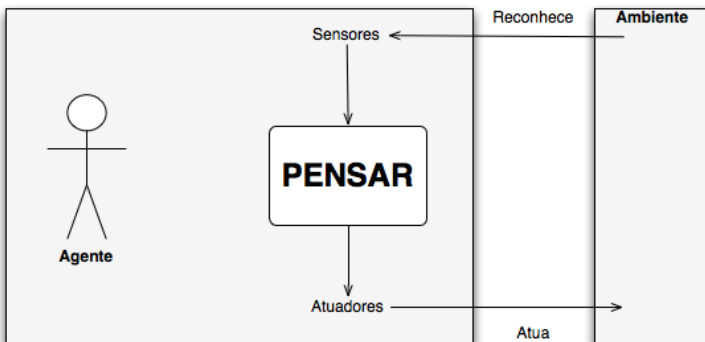 Reconhece
Ambiente
Sensores
PENSAR
Agente
Atuadores
Atua